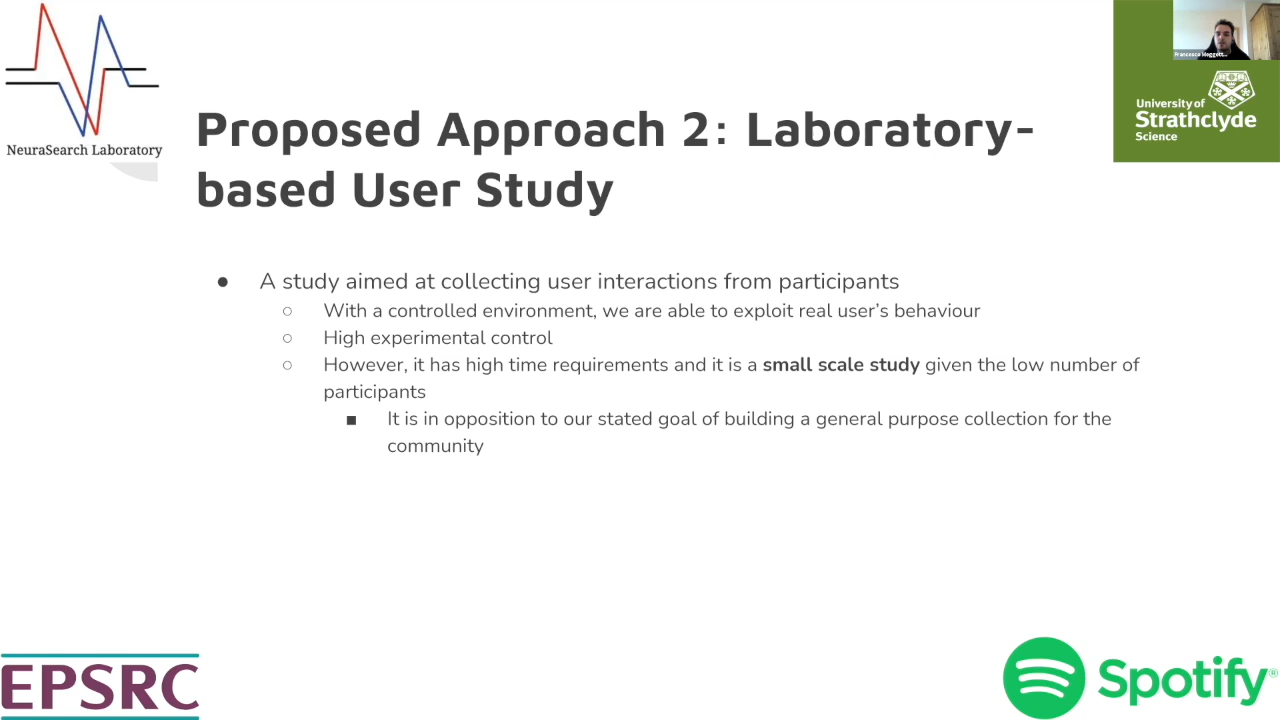 NeuraSearch Laboratory
Francesco Meggett...
University of
Strathclyde
Science
Proposed Approach 2: Laboratory-
based User Study
● A study aimed at collecting user interactions from participants
○ With a controlled environment, we are able to exploit real user's behaviour
○ High experimental control
○ However, it has high time requirements and it is a small scale study given the low number of
participants
■ It is in opposition to our stated goal of building a general purpose collection for the
community
EPSRC
Spotify®